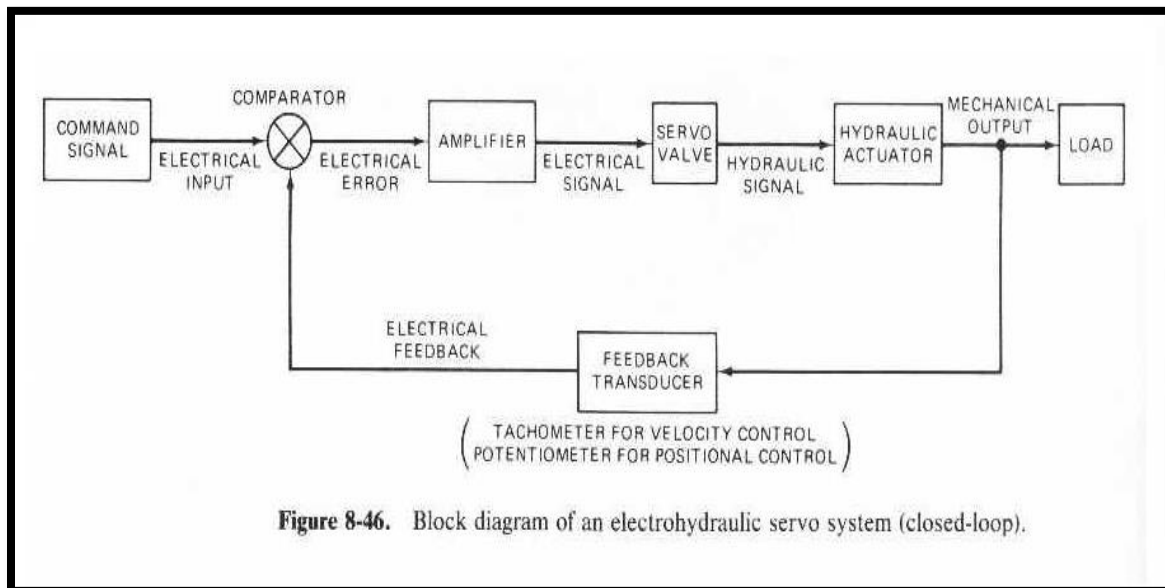 COMPARATOR
COMMAND
SIGNAL
ELECTRICAL
INPUT
ELECTRICAL
ERROR
AMPLIFIER
ELECTRICAL
SIGNAL
SERVO
VALVE
HYDRAULIC
SIGNAL
HYDRAULIC
ACTUATOR
MECHANICAL
OUTPUT
LOAD
ELECTRICAL
FEEDBACK
FEEDBACK
TRANSDUCER
( TACHOMETER FOR VELOCITY CONTROL
POTENTIOMETER FOR POSITIONAL CONTROL )
Figure 8-46. Block diagram of an electrohydraulic servo system (closed-loop).